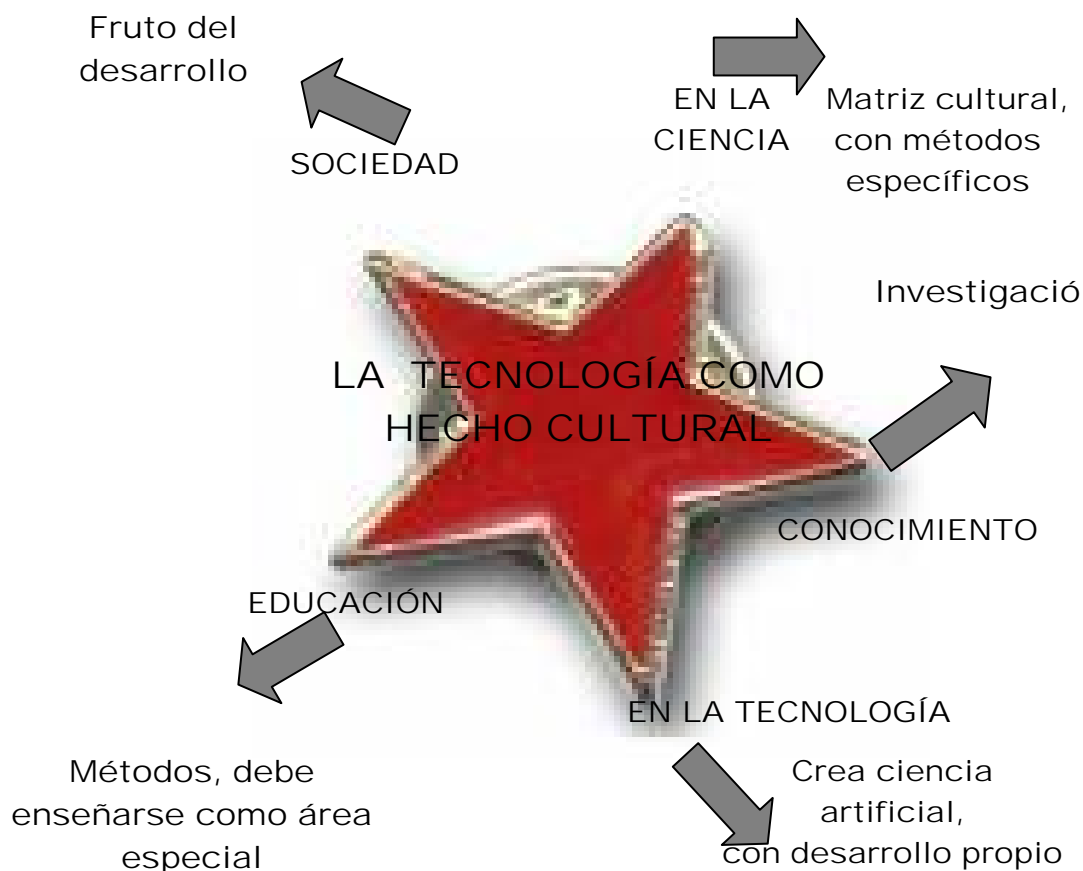 Fruto del
desarrollo
SOCIEDAD
EN LA
CIENCIA
Matriz cultural,
con métodos
específicos
Investigació
LA TECNOLOGÍA COMO
HECHO CULTURAL
CONOCIMIENTO
EDUCACIÓN
Métodos, debe
enseñarse como área
especial
EN LA TECNOLOGÍA
Crea ciencia
artificial,
con desarrollo propio